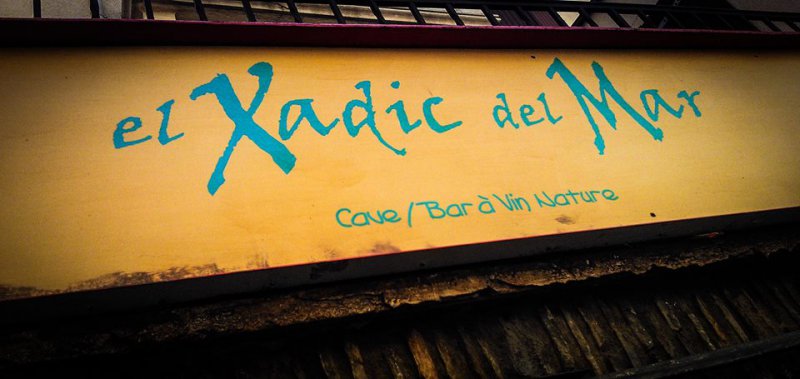 el Xadic del Mar
Cave / Bar à Vin Nature